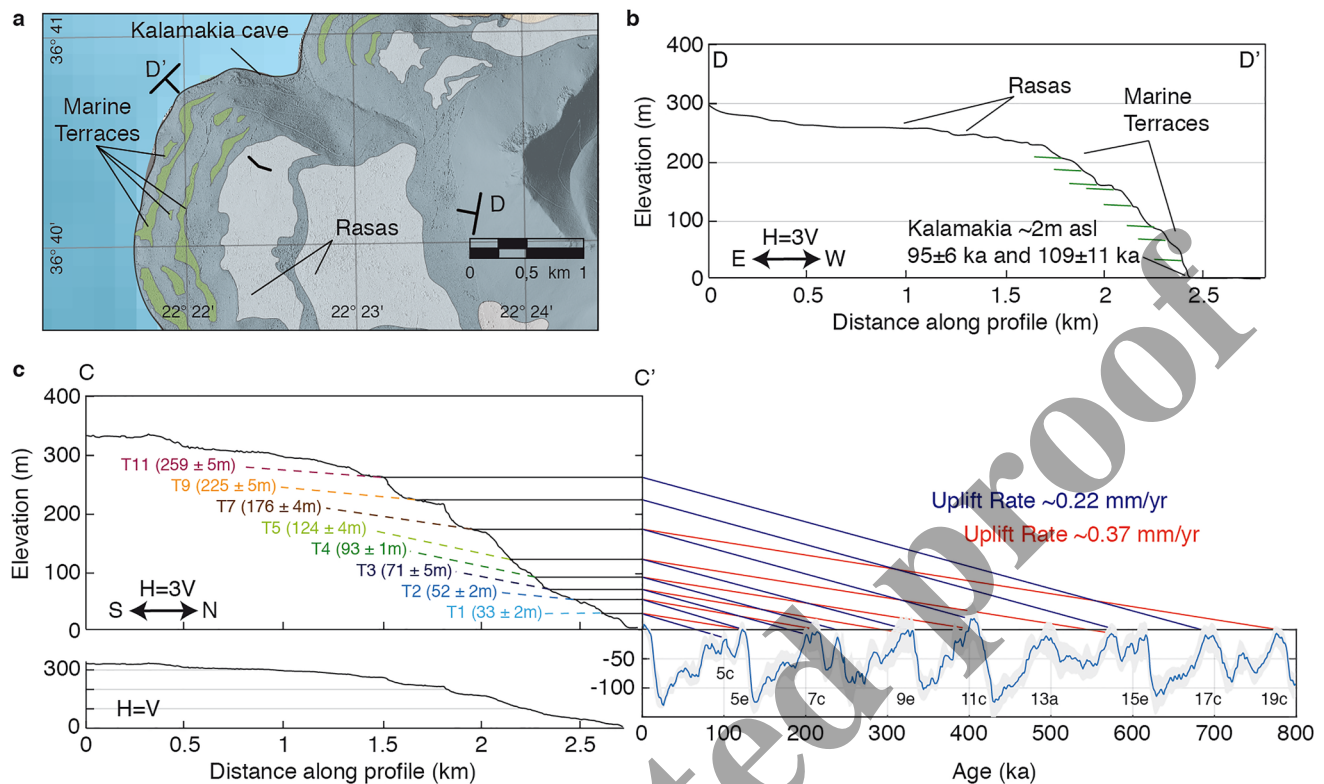 a
36° 41
36° 40'
Kalamakia cave
D'
Marine
Terraces
D
Rasas
0 0,5 km 1
22° 22' 22° 23' 22° 24'
b
400
300
200
100
0
Elevation (m)
D D'
Rasas
Marine
Terraces
Kalamakia ~2m asl
95±6 ka and 109±11 ka
H=3V
E W
0 0.5 1 1.5 2 2.5
Distance along profile (km)
c
C C'
400
300
200
100
0
Elevation (m)
T11 (259 ± 5m)
T9 (225 ± 5m)
T7 (176 ± 4m)
T5 (124 ± 4m)
T4 (93 ± 1m)
T3 (71 ± 5m)
T2 (52 ± 2m)
T1 (33 ± 2m)
H=3V
S N
Uplift Rate ~0.22 mm/yr
Uplift Rate ~0.37 mm/yr
300
0
H=V
0 0.5 1 1.5 2 2.5
Distance along profile (km)
-50
-100
5c
5e 7c 9e 11c 13a 15e 17c 19c
0 100 200 300 400 500 600 700 800
Age (ka)
ted proof